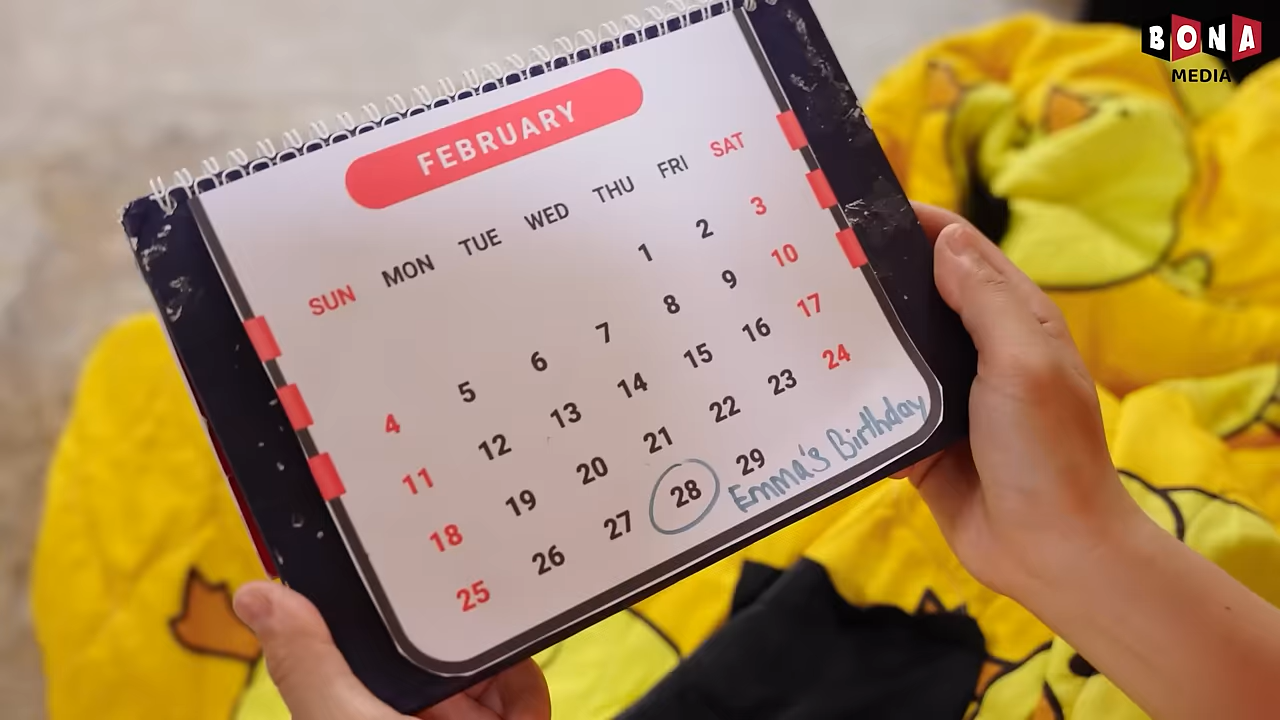 BONA
MEDIA
FEBRUARY
SUN MON TUE WED THU FRI SAT
1 2 3
4 5 6 7 8 9 10
11 12 13 14 15 16 17
18 19 20 21 22 23 24
25 26 27 28 29 Emma's Birthday